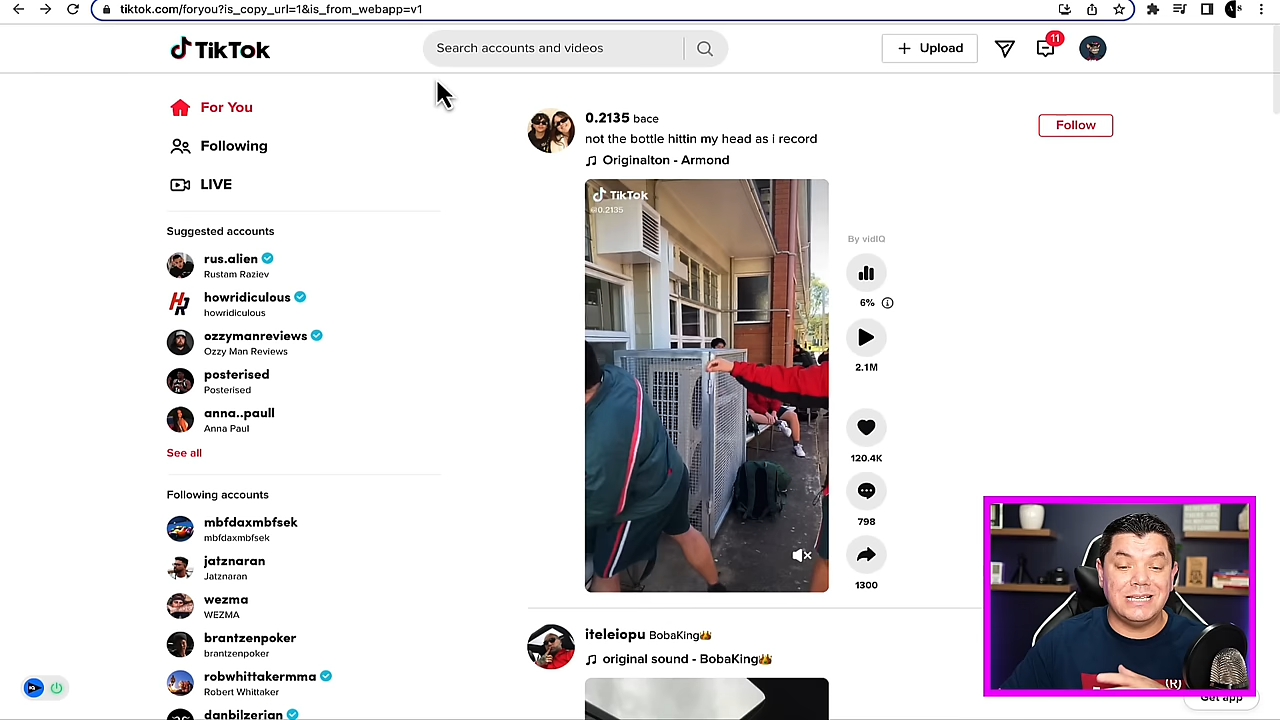 tiktok.com/foryou?is_copy_url=1&is_from_webapp=v1
TikTok
Search accounts and videos
Upload
11
For You
Following
LIVE
Suggested accounts
rus.alien
Rustam Raziev
howridiculous
howridiculous
ozzymanreviews
Ozzy Man Reviews
posterised
Posterised
anna..paull
Anna Paul
See all
Following accounts
mbfdaxmbfsek
mbfdaxmbfsek
jatznaran
Jatznaran
wezma
WEZMA
brantzenpoker
brantzenpoker
robwhittakermma
Robert Whittaker
danbilzerian
0.2135 bace
not the bottle hittin my head as i record
Originalton - Armond
Follow
TikTok
@0.2135
By vidIQ
6%
2.1M
120.4K
798
1300
iteleiopu BobaKing
original sound - BobaKing
(R)
Get app